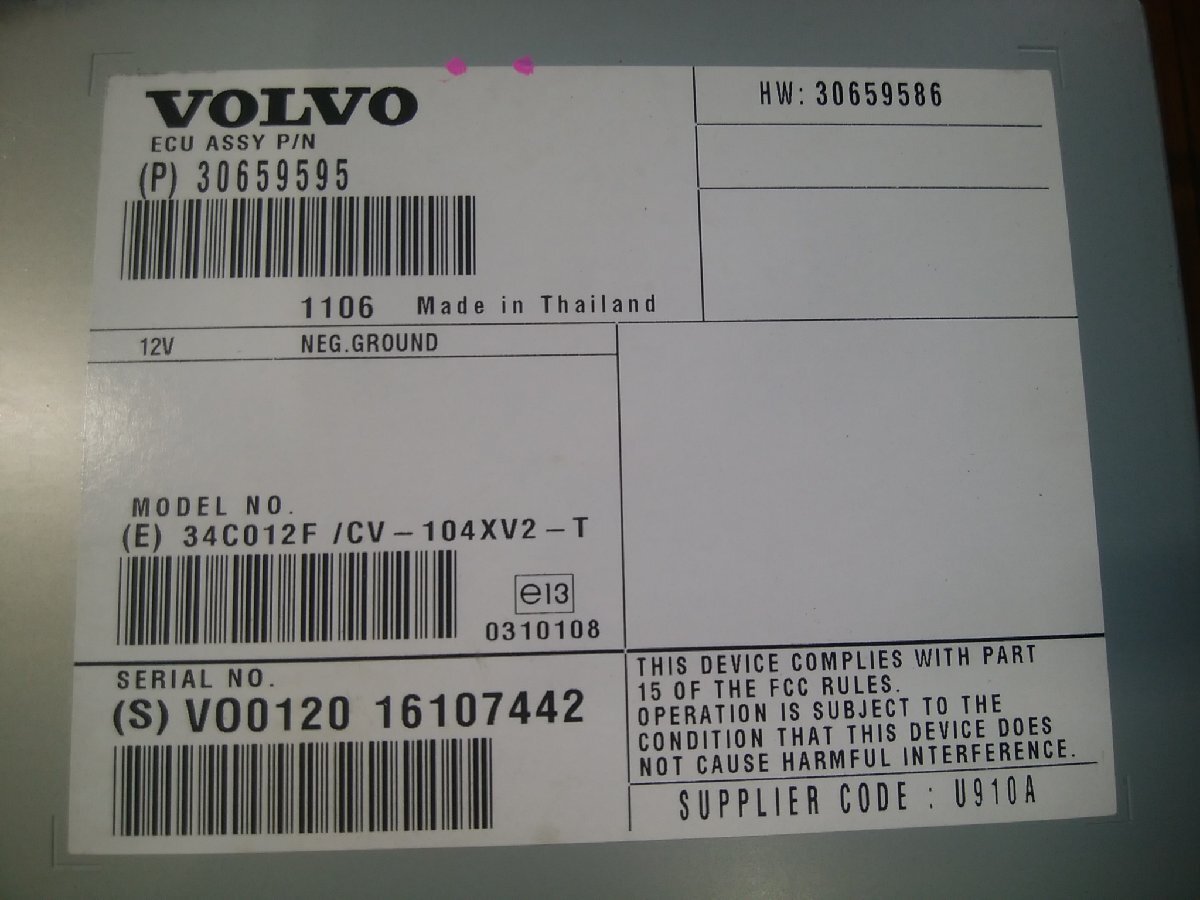 VOLVO
ECU ASSY P/N
(P) 30659595
1106 Made in Thailand
HW: 30659586
12V NEG.GROUND
MODEL NO.
(E) 34C012F /CV-104XV2-T
e13
0310108
SERIAL NO.
(S) VO0120 16107442
THIS DEVICE COMPLIES WITH PART
15 OF THE FCC RULES.
OPERATION IS SUBJECT TO THE
CONDITION THAT THIS DEVICE DOES
NOT CAUSE HARMFUL INTERFERENCE.
SUPPLIER CODE : U910A